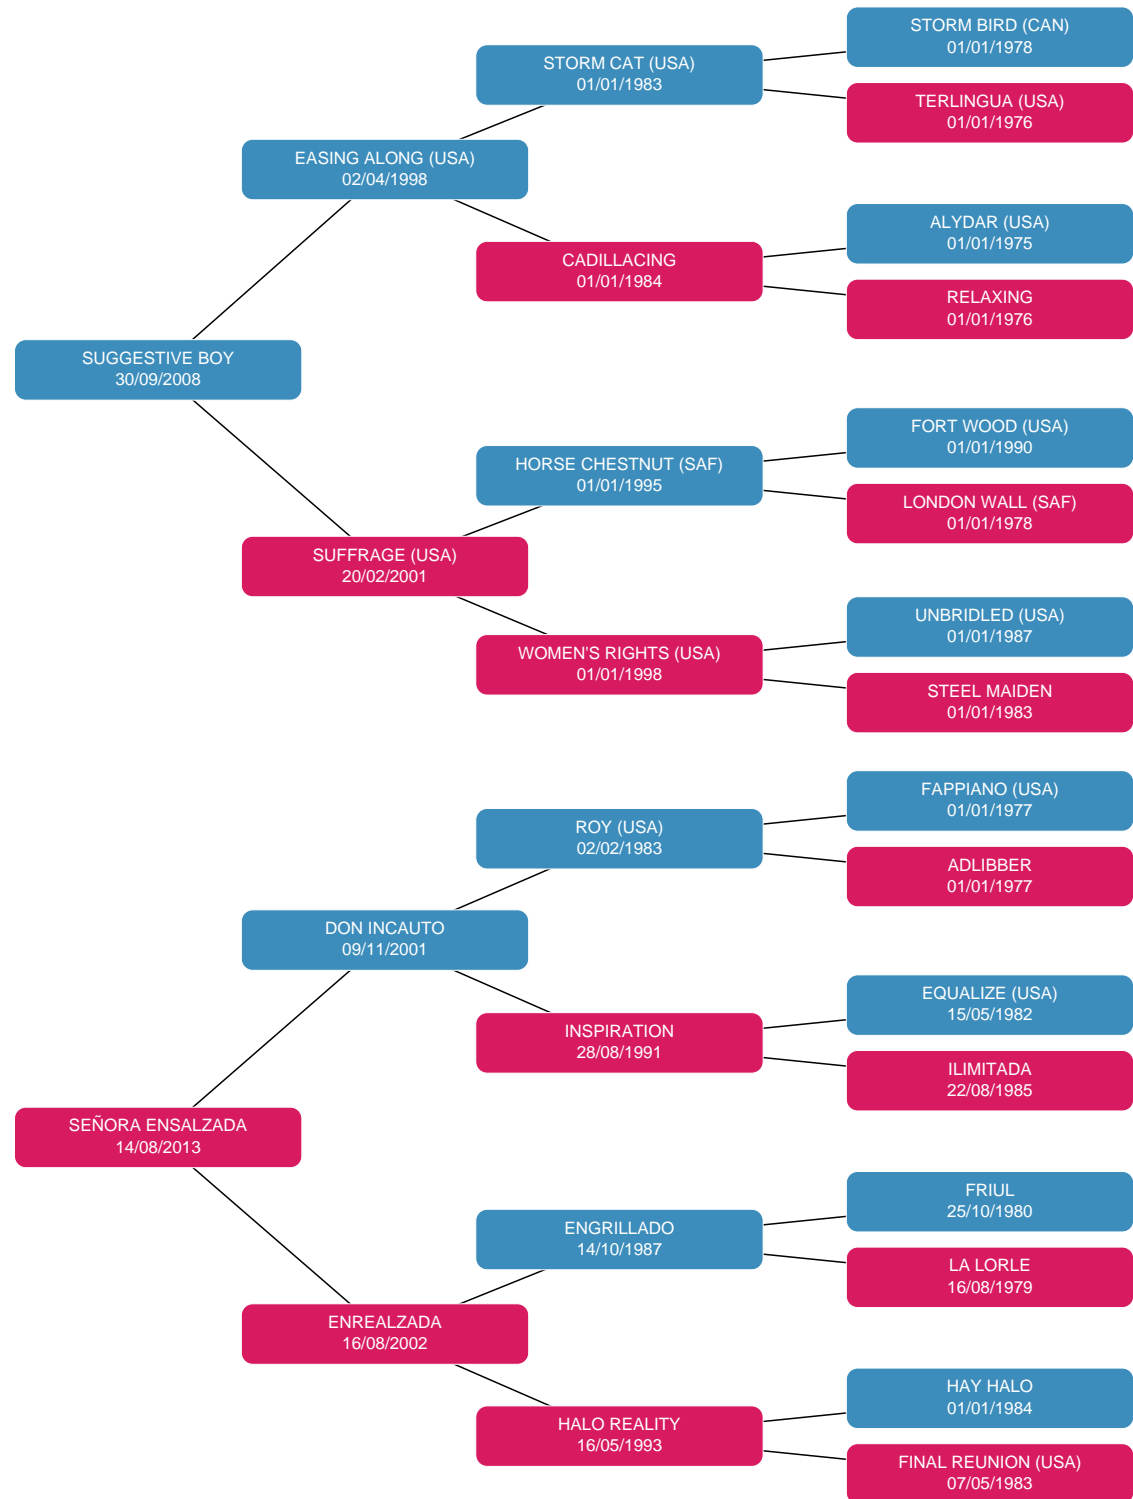 STORM BIRD (CAN)
01/01/1978
STORM CAT (USA)
01/01/1983
TERLINGUA (USA)
01/01/1976
EASING ALONG (USA)
02/04/1998
ALYDAR (USA)
01/01/1975
CADILLACING
01/01/1984
RELAXING
01/01/1976
SUGGESTIVE BOY
30/09/2008
FORT WOOD (USA)
01/01/1990
HORSE CHESTNUT (SAF)
01/01/1995
LONDON WALL (SAF)
01/01/1978
SUFFRAGE (USA)
20/02/2001
UNBRIDLED (USA)
01/01/1987
WOMEN'S RIGHTS (USA)
01/01/1998
STEEL MAIDEN
01/01/1983
FAPPIANO (USA)
01/01/1977
ROY (USA)
02/02/1983
ADLIBBER
01/01/1977
DON INCAUTO
09/11/2001
EQUALIZE (USA)
15/05/1982
INSPIRATION
28/08/1991
ILIMITADA
22/08/1985
SEÑORA ENSALZADA
14/08/2013
FRIUL
25/10/1980
ENGRILLADO
14/10/1987
LA LORLE
16/08/1979
ENREALZADA
16/08/2002
HAY HALO
01/01/1984
HALO REALITY
16/05/1993
FINAL REUNION (USA)
07/05/1983